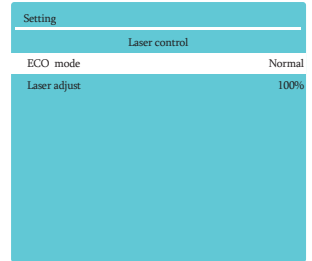 Setting
Laser control
ECO mode Normal
Laser adjust 100%